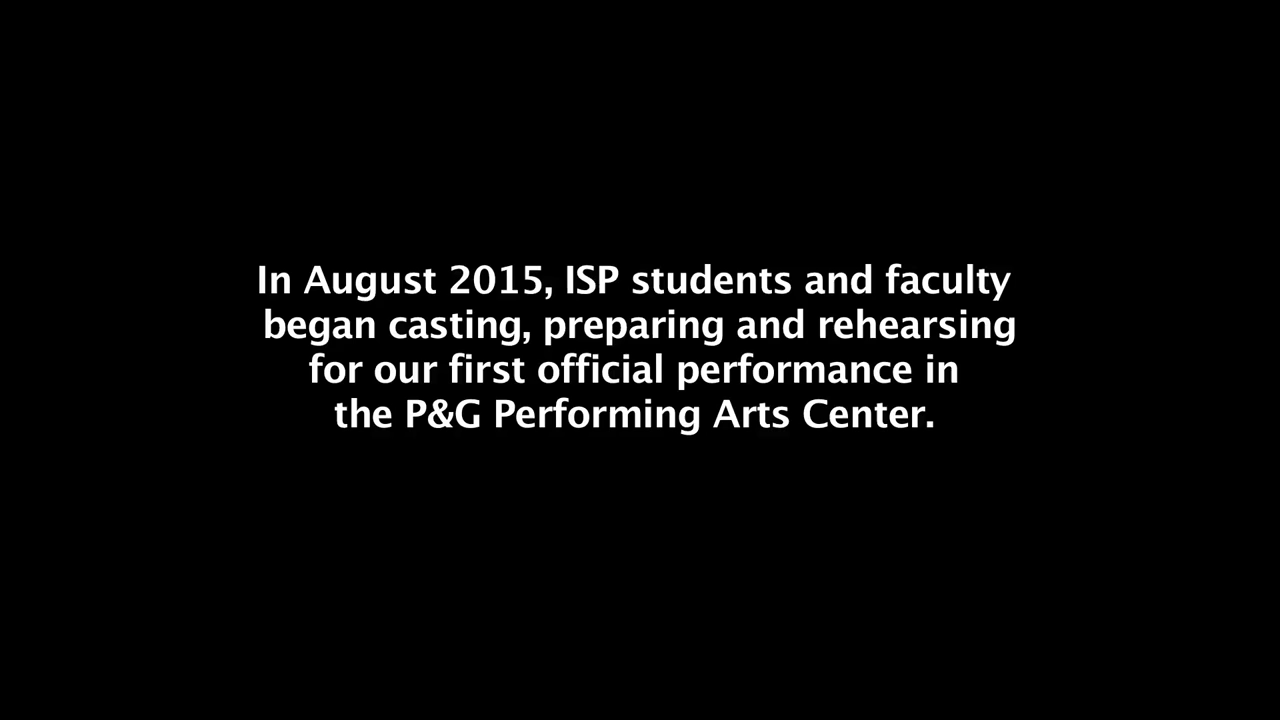 In August 2015, ISP students and faculty
began casting, preparing and rehearsing
for our first official performance in
the P&G Performing Arts Center.